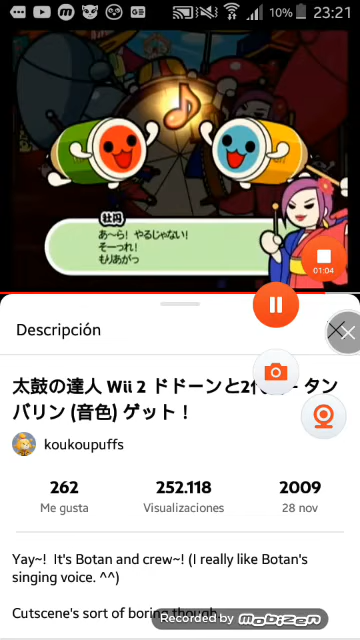 10% 23:21
牡丹
あ〜ら! やるじゃない!
そーっれ!
もりあがっ
01:04
Descripción
太鼓の達人 Wii 2 ドドーンと2代 - タン
バリン (音色) ゲット！
koukoupuffs
262 252.118 2009
Me gusta Visualizaciones 28 nov
Yay~! It's Botan and crew~! (I really like Botan's
singing voice. ^^)
Cutscene's sort of boring though
Recorded by mobizen